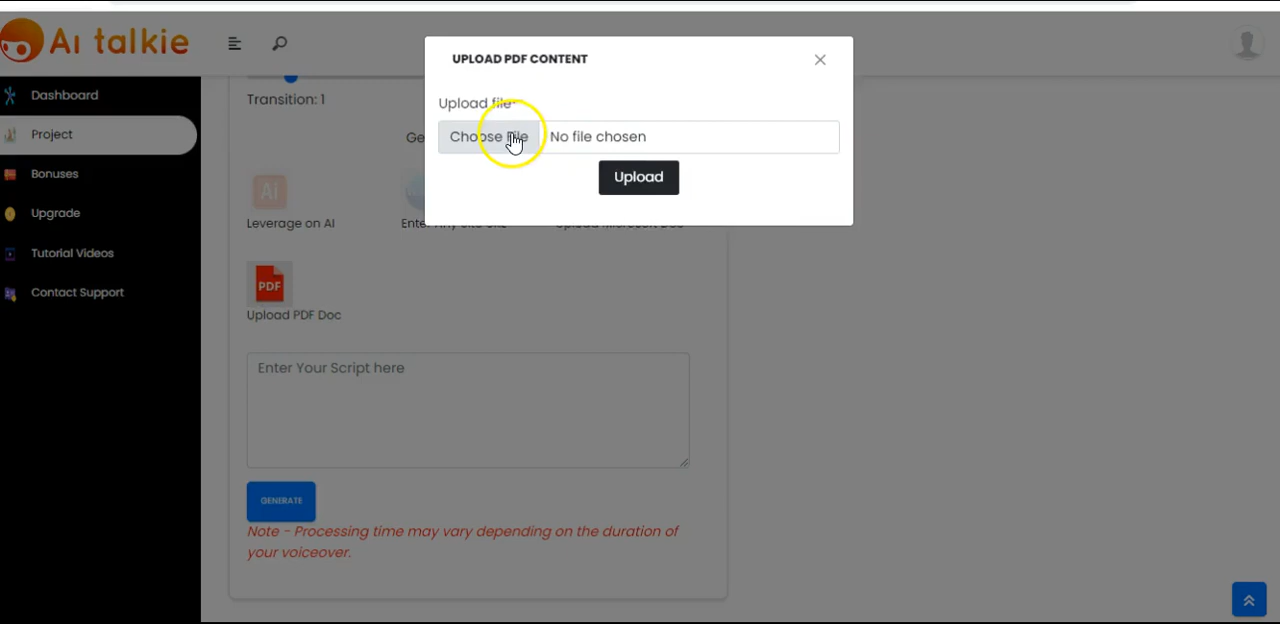 Ai talkie
UPLOAD PDF CONTENT
×
Upload file*
Choose File No file chosen
Upload
Dashboard
Project
Bonuses
Upgrade
Tutorial Videos
Contact Support
Transition: 1
Ai
Leverage on AI
PDF
Upload PDF Doc
Enter Your Script here
GENERATE
Note - Processing time may vary depending on the duration of
your voiceover.